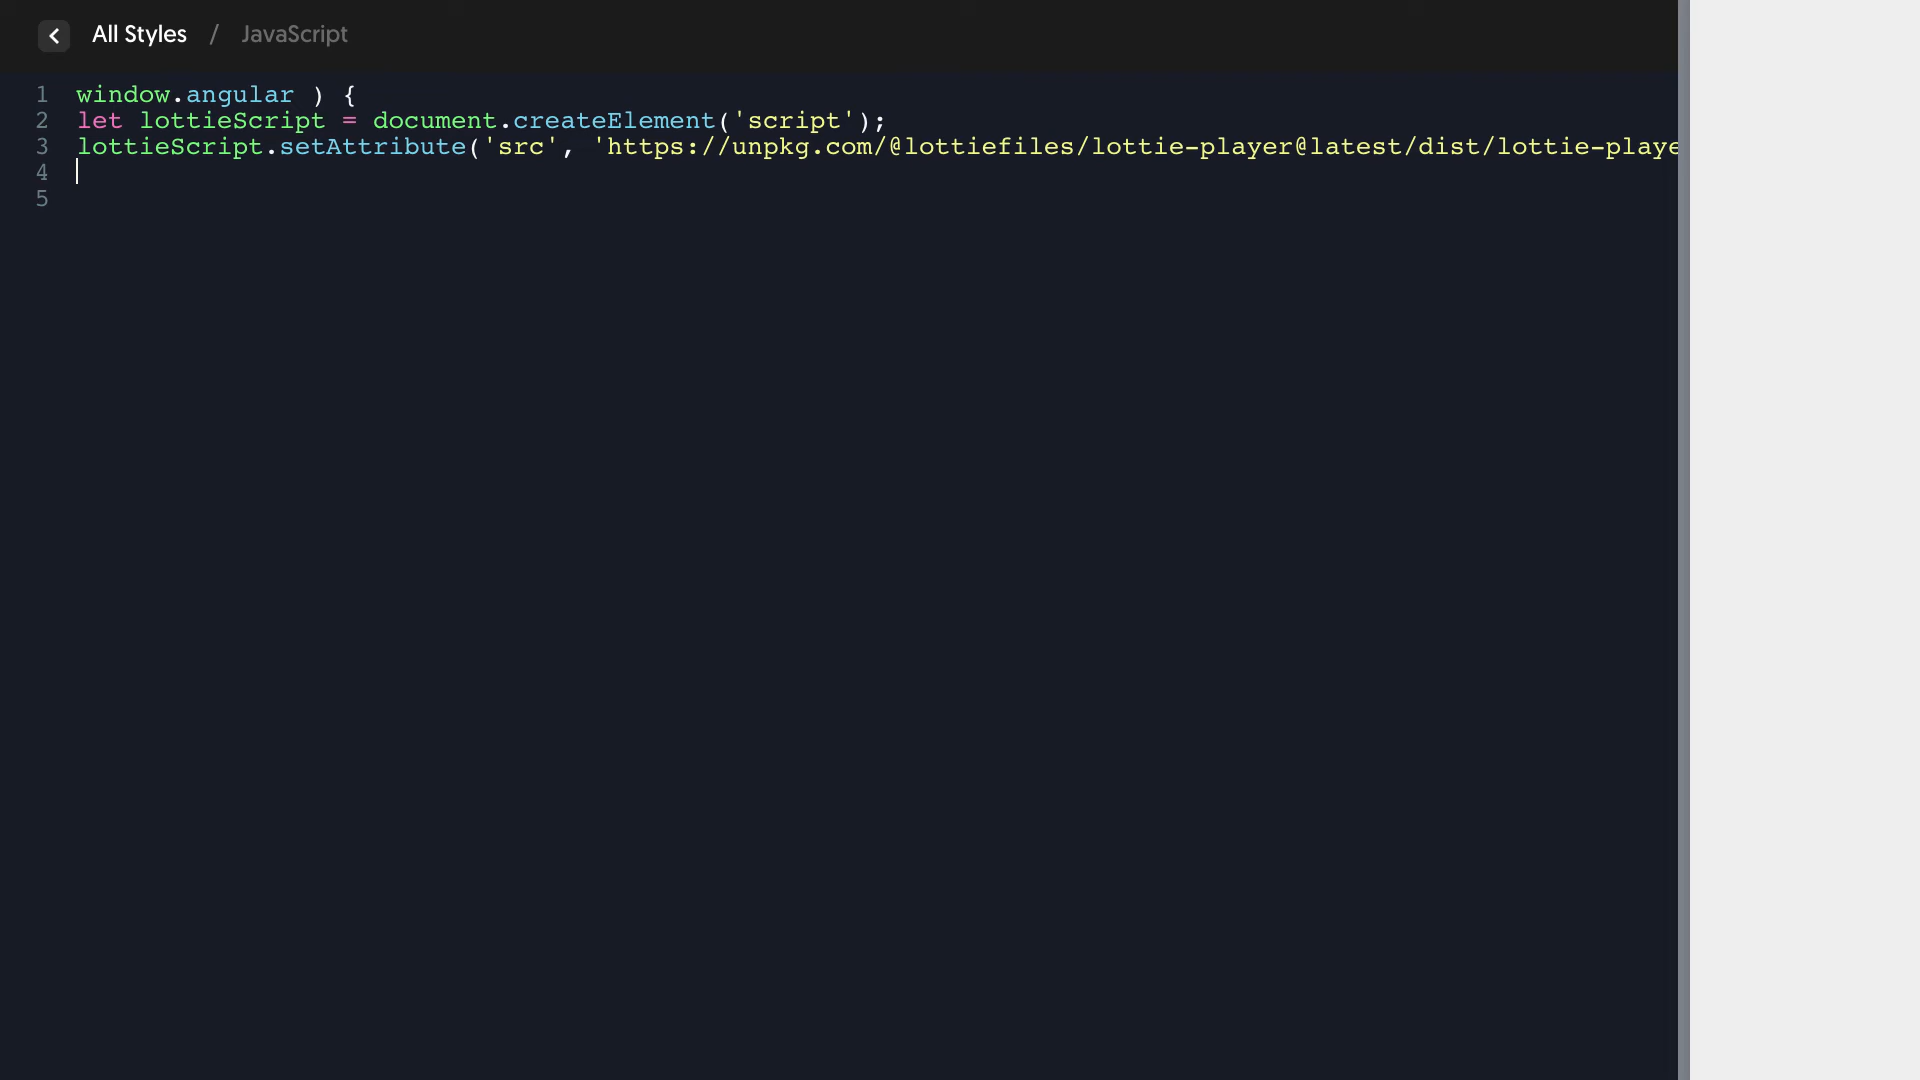 All Styles / JavaScript
1 window.angular ) {
2 let lottieScript = document.createElement('script');
3 lottieScript.setAttribute('src', 'https://unpkg.com/@lottiefiles/lottie-player@latest/dist/lottie-playe
4
5